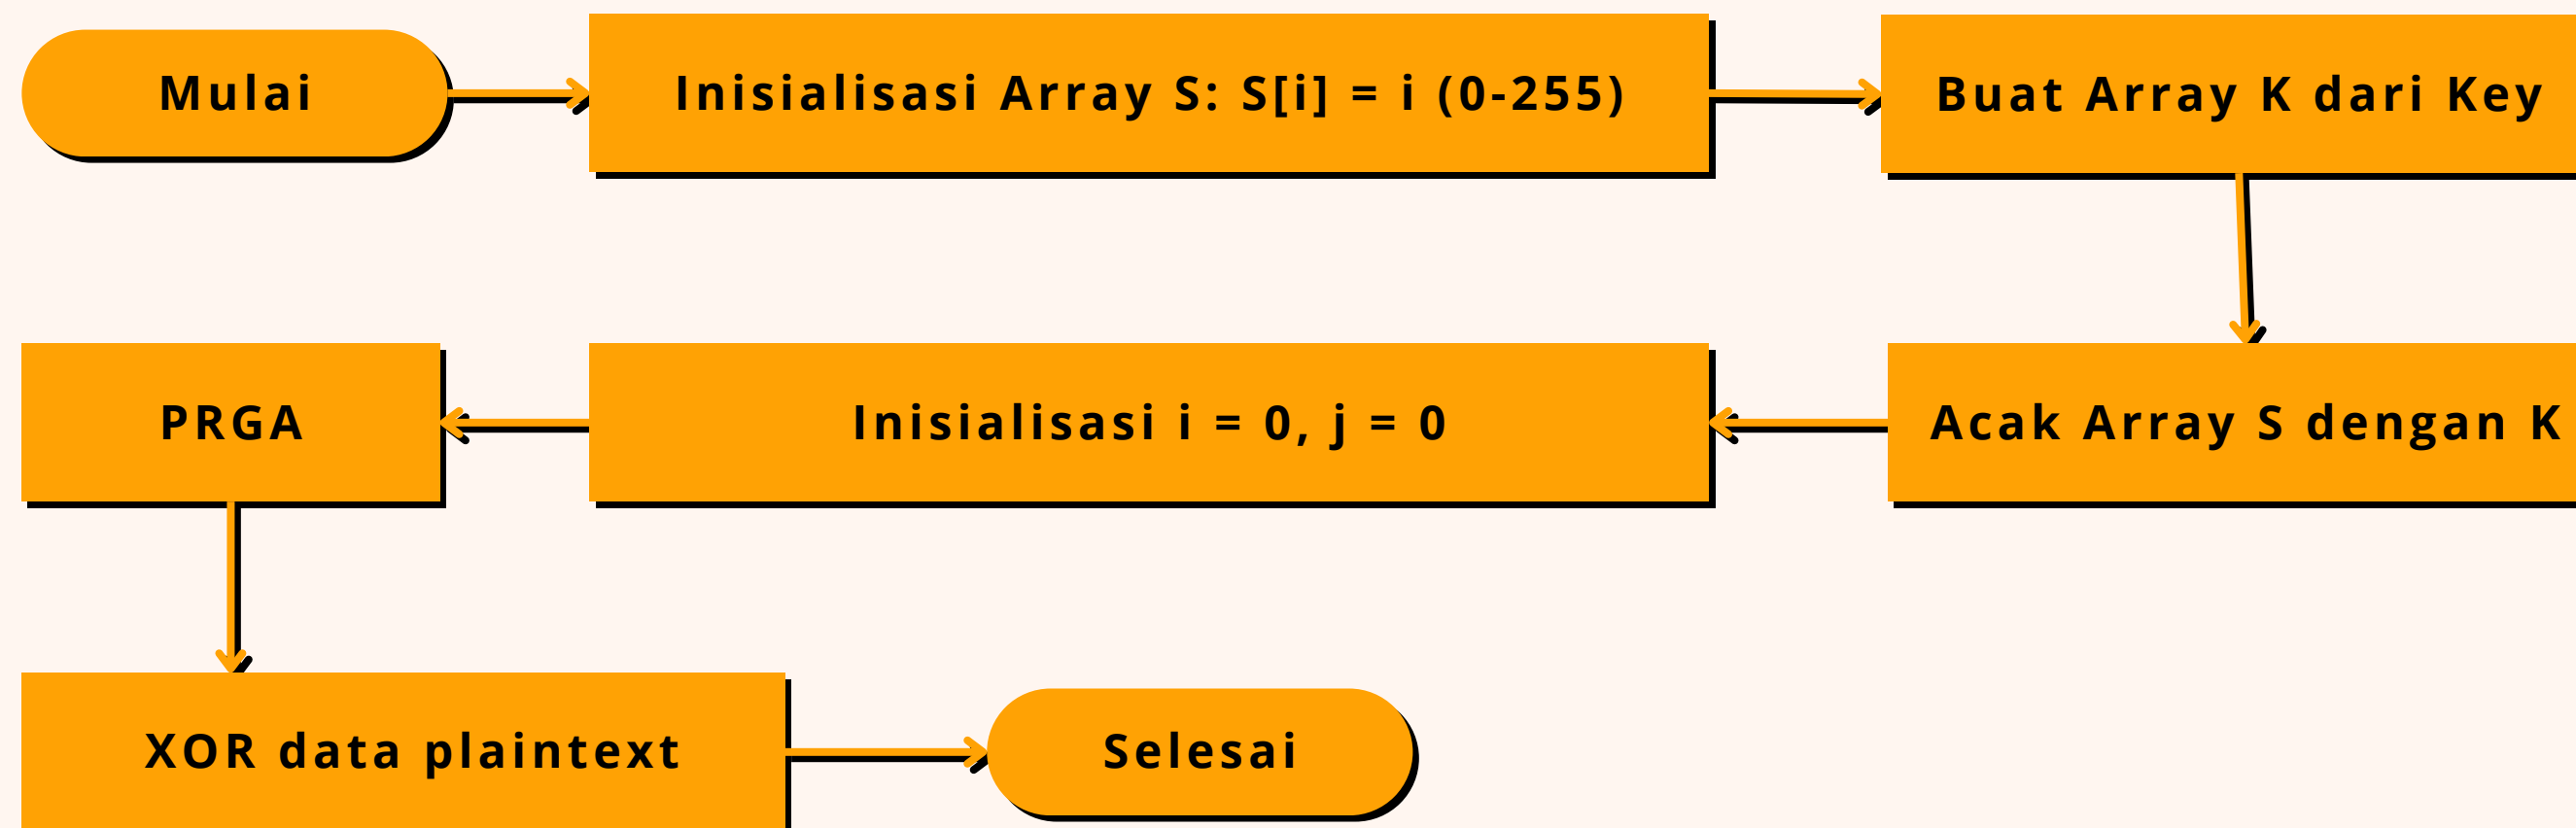 Mulai
Inisialisasi Array S: S[i] = i (0-255)
Buat Array K dari Key
Acak Array S dengan K
Inisialisasi i = 0, j = 0
PRGA
XOR data plaintext
Selesai